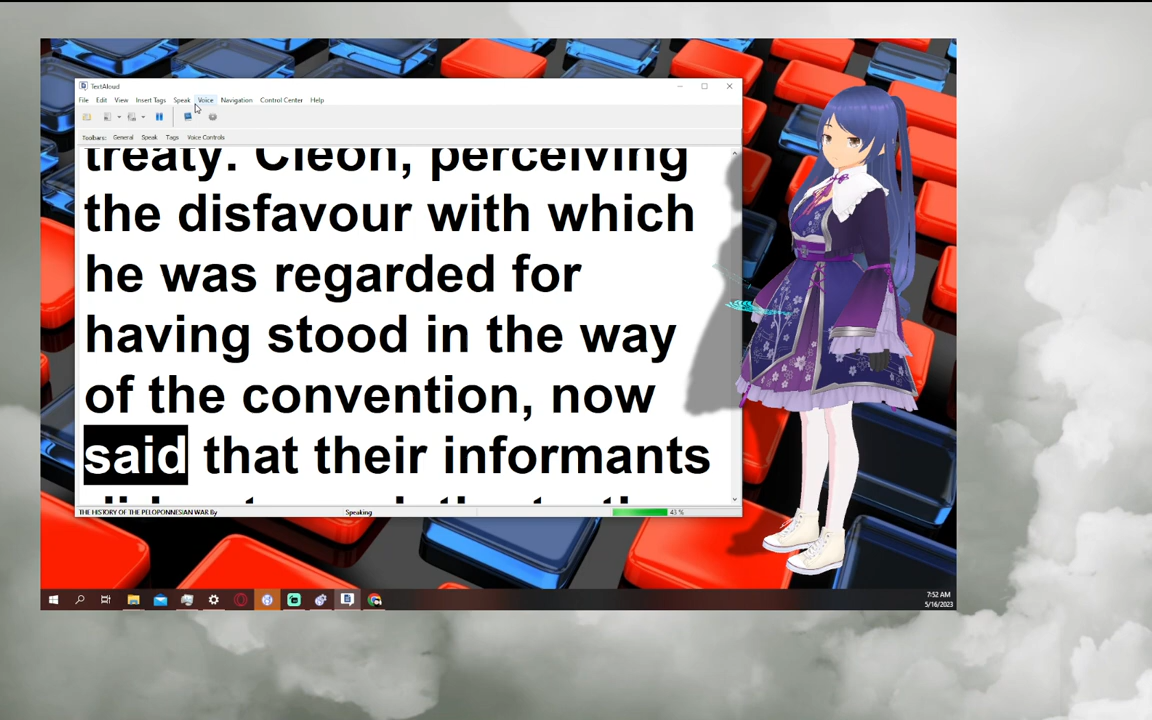 TextAloud
File Edit View Insert Tags Speak Voice Navigation Control Center Help
Toolbars: General Speak Tags Voice Controls
treaty. Cleon, perceiving
the disfavour with which
he was regarded for
having stood in the way
of the convention, now
said that their informants
THE HISTORY OF THE PELOPONNESIAN WAR By Speaking 43 %
7:52 AM
5/16/2023